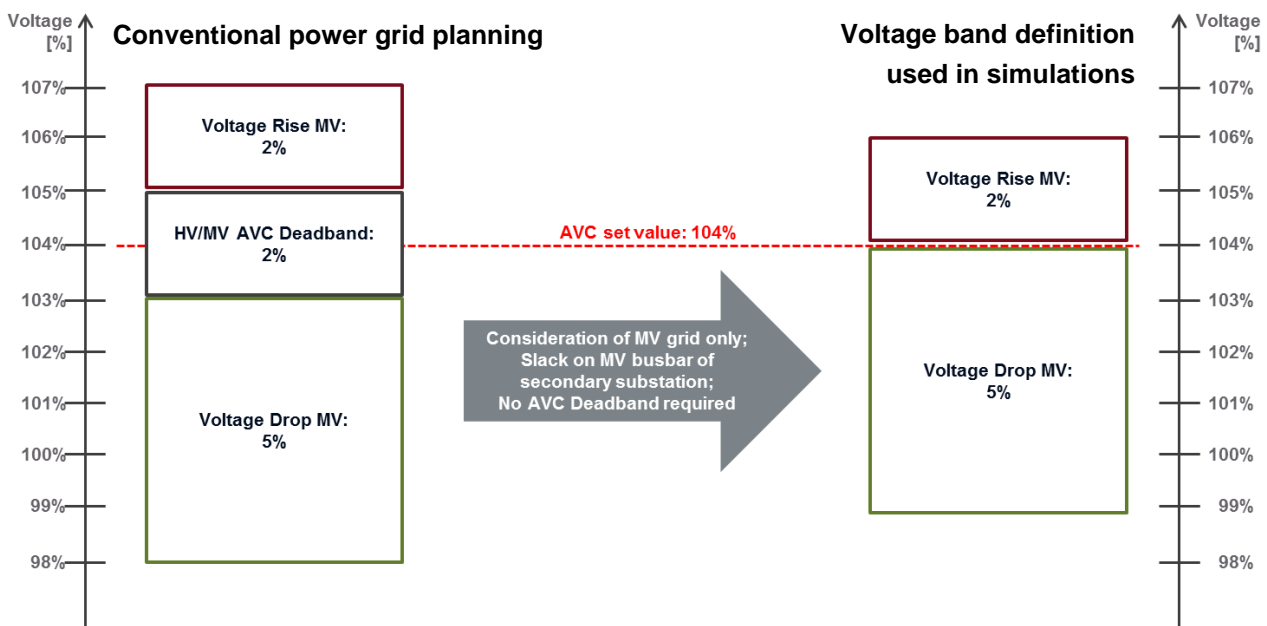 Voltage
[%]
Conventional power grid planning
107%
106%
105%
104%
103%
102%
101%
100%
99%
98%
Voltage Rise MV:
2%
HV/MV AVC Deadband:
2%
Voltage Drop MV:
5%
AVC set value: 104%
Consideration of MV grid only;
Slack on MV busbar of
secondary substation;
No AVC Deadband required
Voltage band definition
used in simulations
Voltage Rise MV:
2%
Voltage Drop MV:
5%
Voltage
[%]
107%
106%
105%
104%
103%
102%
101%
100%
99%
98%